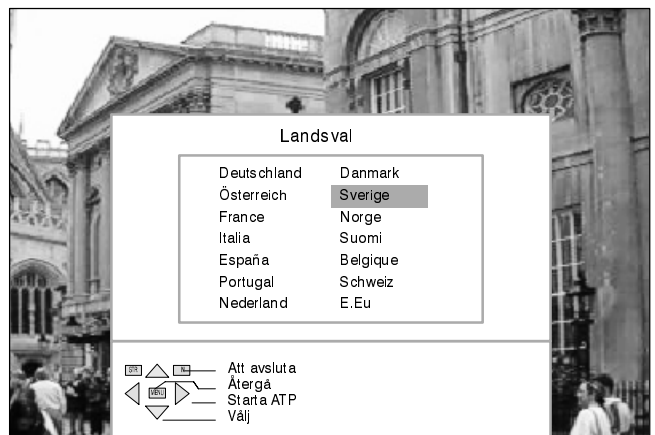 Landsval
Deutschland Danmark
Österreich Sverige
France Norge
Italia Suomi
España Belgique
Portugal Schweiz
Nederland E.Eu
STR N Att avsluta
Återgå
MENU Starta ATP
Välj